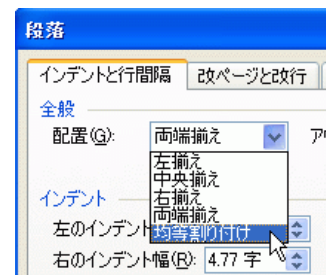 段落
インデントと行間隔 改ページと改行
全般
配置(G): 両端揃え ア
左揃え
中央揃え
右揃え
両端揃え
インデント
均等割り付け
左のインデント
右のインデント幅(R): 4.77 字